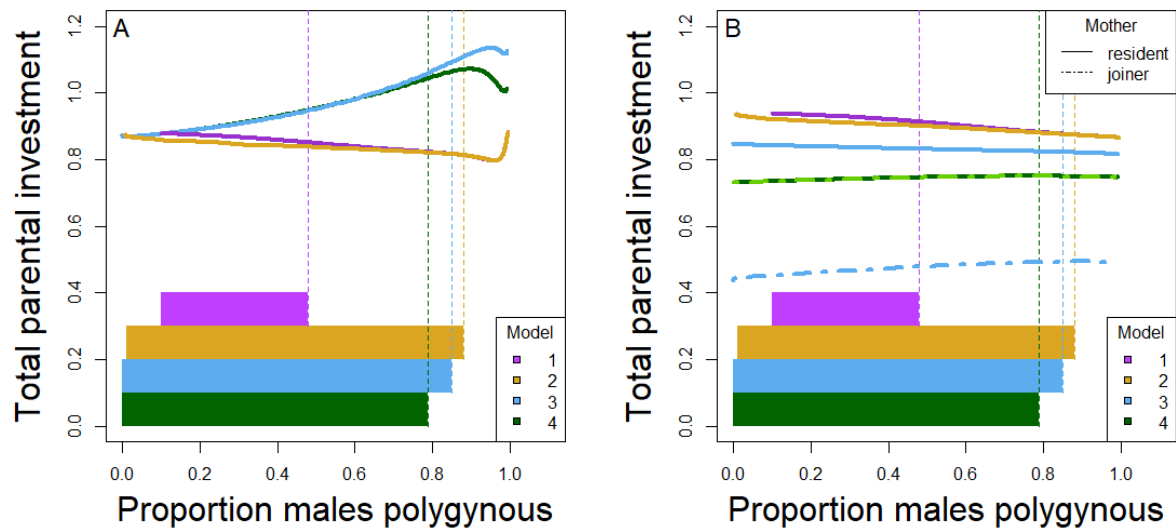 A
Total parental investment
1.2
1.0
0.8
0.6
0.4
0.2
0.0
Model
1
2
3
4
0.0 0.2 0.4 0.6 0.8 1.0
Proportion males polygynous
B
Mother
resident
joiner
Total parental investment
1.2
1.0
0.8
0.6
0.4
0.2
0.0
Model
1
2
3
4
0.0 0.2 0.4 0.6 0.8 1.0
Proportion males polygynous